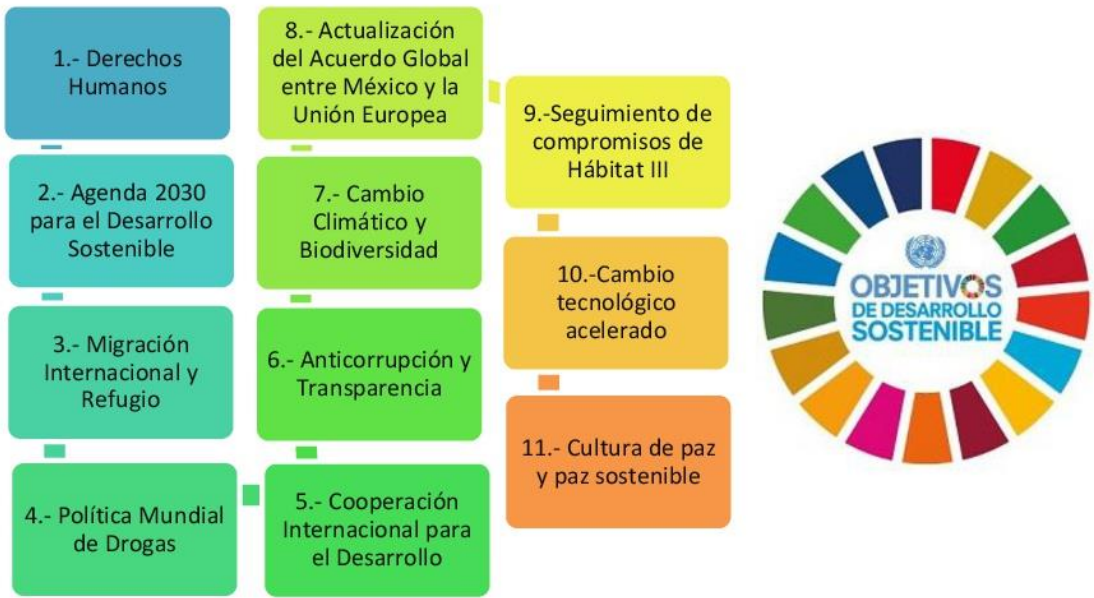 1.- Derechos
Humanos
2.- Agenda 2030
para el Desarrollo
Sostenible
3.- Migración
Internacional y
Refugio
4.- Política Mundial
de Drogas
5.- Cooperación
Internacional para
el Desarrollo
6.- Anticorrupción y
Transparencia
7.- Cambio
Climático y
Biodiversidad
8.- Actualización
del Acuerdo Global
entre México y la
Unión Europea
9.-Seguimiento de
compromisos de
Hábitat III
10.-Cambio
tecnológico
acelerado
11.- Cultura de paz
y paz sostenible
OBJETIVOS
DE DESARROLLO
SOSTENIBLE